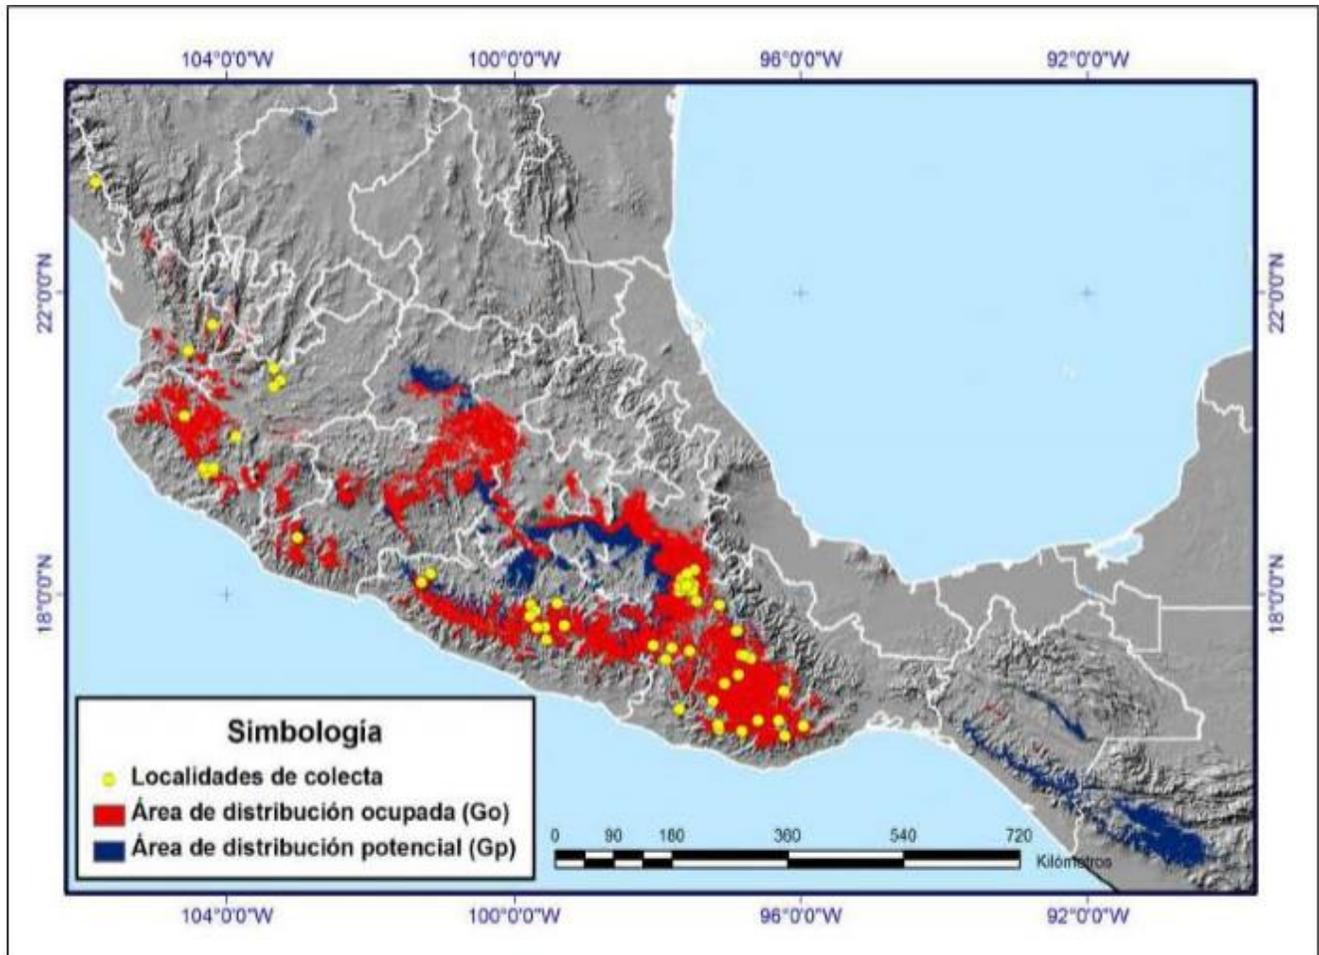 104°0'0"W 100°0'0"W 96°0'0"W 92°0'0"W
22°0'0"N 22°0'0"N
18°0'0"N 18°0'0"N
Simbología
Localidades de colecta
Área de distribución ocupada (Go)
Área de distribución potencial (Gp)
0 90 180 360 540 720
Kilómetros
104°0'0"W 100°0'0"W 96°0'0"W 92°0'0"W